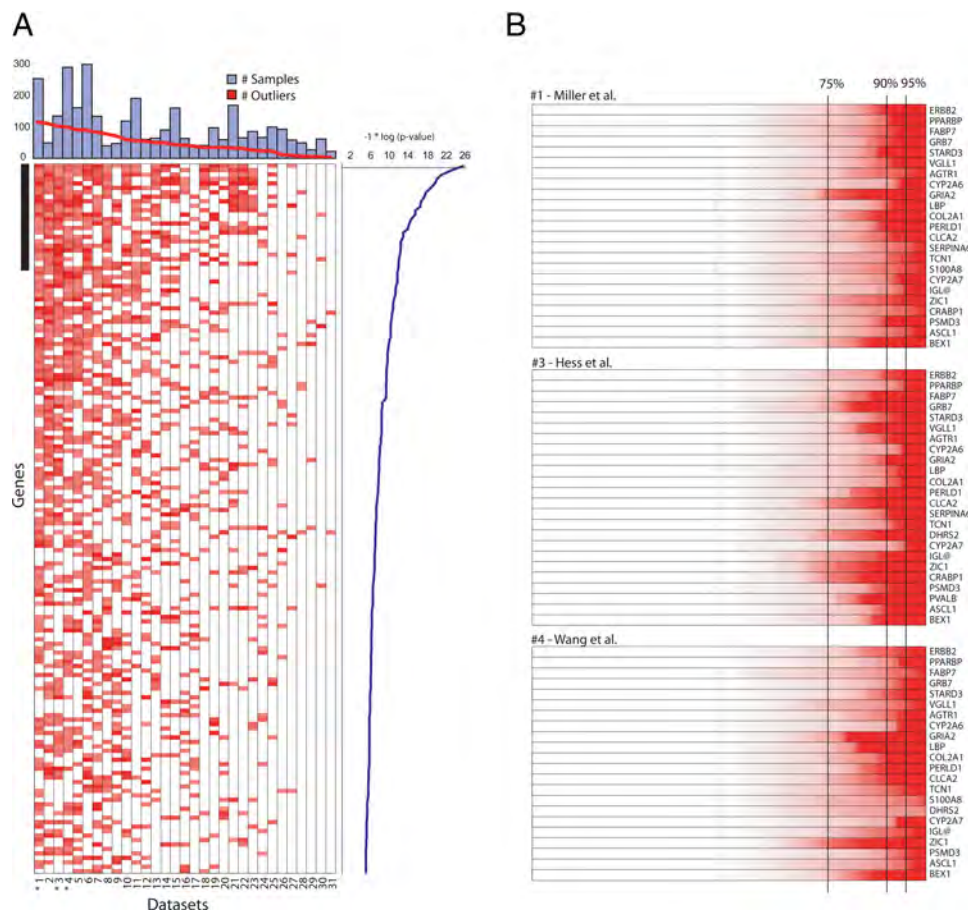 A
300
200
100
0
# Samples
# Outliers
-1 * log (p-value)
2 6 10 14 18 22 26
Genes
* 1 2 * 3 * 4 5 6 7 8 9 10 11 12 13 14 15 16 17 18 19 20 21 22 23 24 25 26 27 28 29 30 31
Datasets
B
75% 90% 95%
#1 - Miller et al.
ERBB2
PPARBP
FABP7
GRB7
STARD3
VGLL1
AGTR1
CYP2A6
GRIA2
LBP
COL2A1
PERLD1
CLCA2
SERPINA6
TCN1
S100A8
CYP2A7
IGL@
ZIC1
CRABP1
PSMD3
ASCL1
BEX1
#3 - Hess et al.
ERBB2
PPARBP
FABP7
GRB7
STARD3
VGLL1
AGTR1
CYP2A6
GRIA2
LBP
COL2A1
PERLD1
CLCA2
SERPINA6
TCN1
DHRS2
CYP2A7
IGL@
ZIC1
CRABP1
PSMD3
PVALB
ASCL1
BEX1
#4 - Wang et al.
ERBB2
PPARBP
FABP7
GRB7
STARD3
VGLL1
AGTR1
CYP2A6
GRIA2
LBP
COL2A1
PERLD1
CLCA2
TCN1
S100A8
DHRS2
CYP2A7
IGL@
ZIC1
PSMD3
ASCL1
BEX1